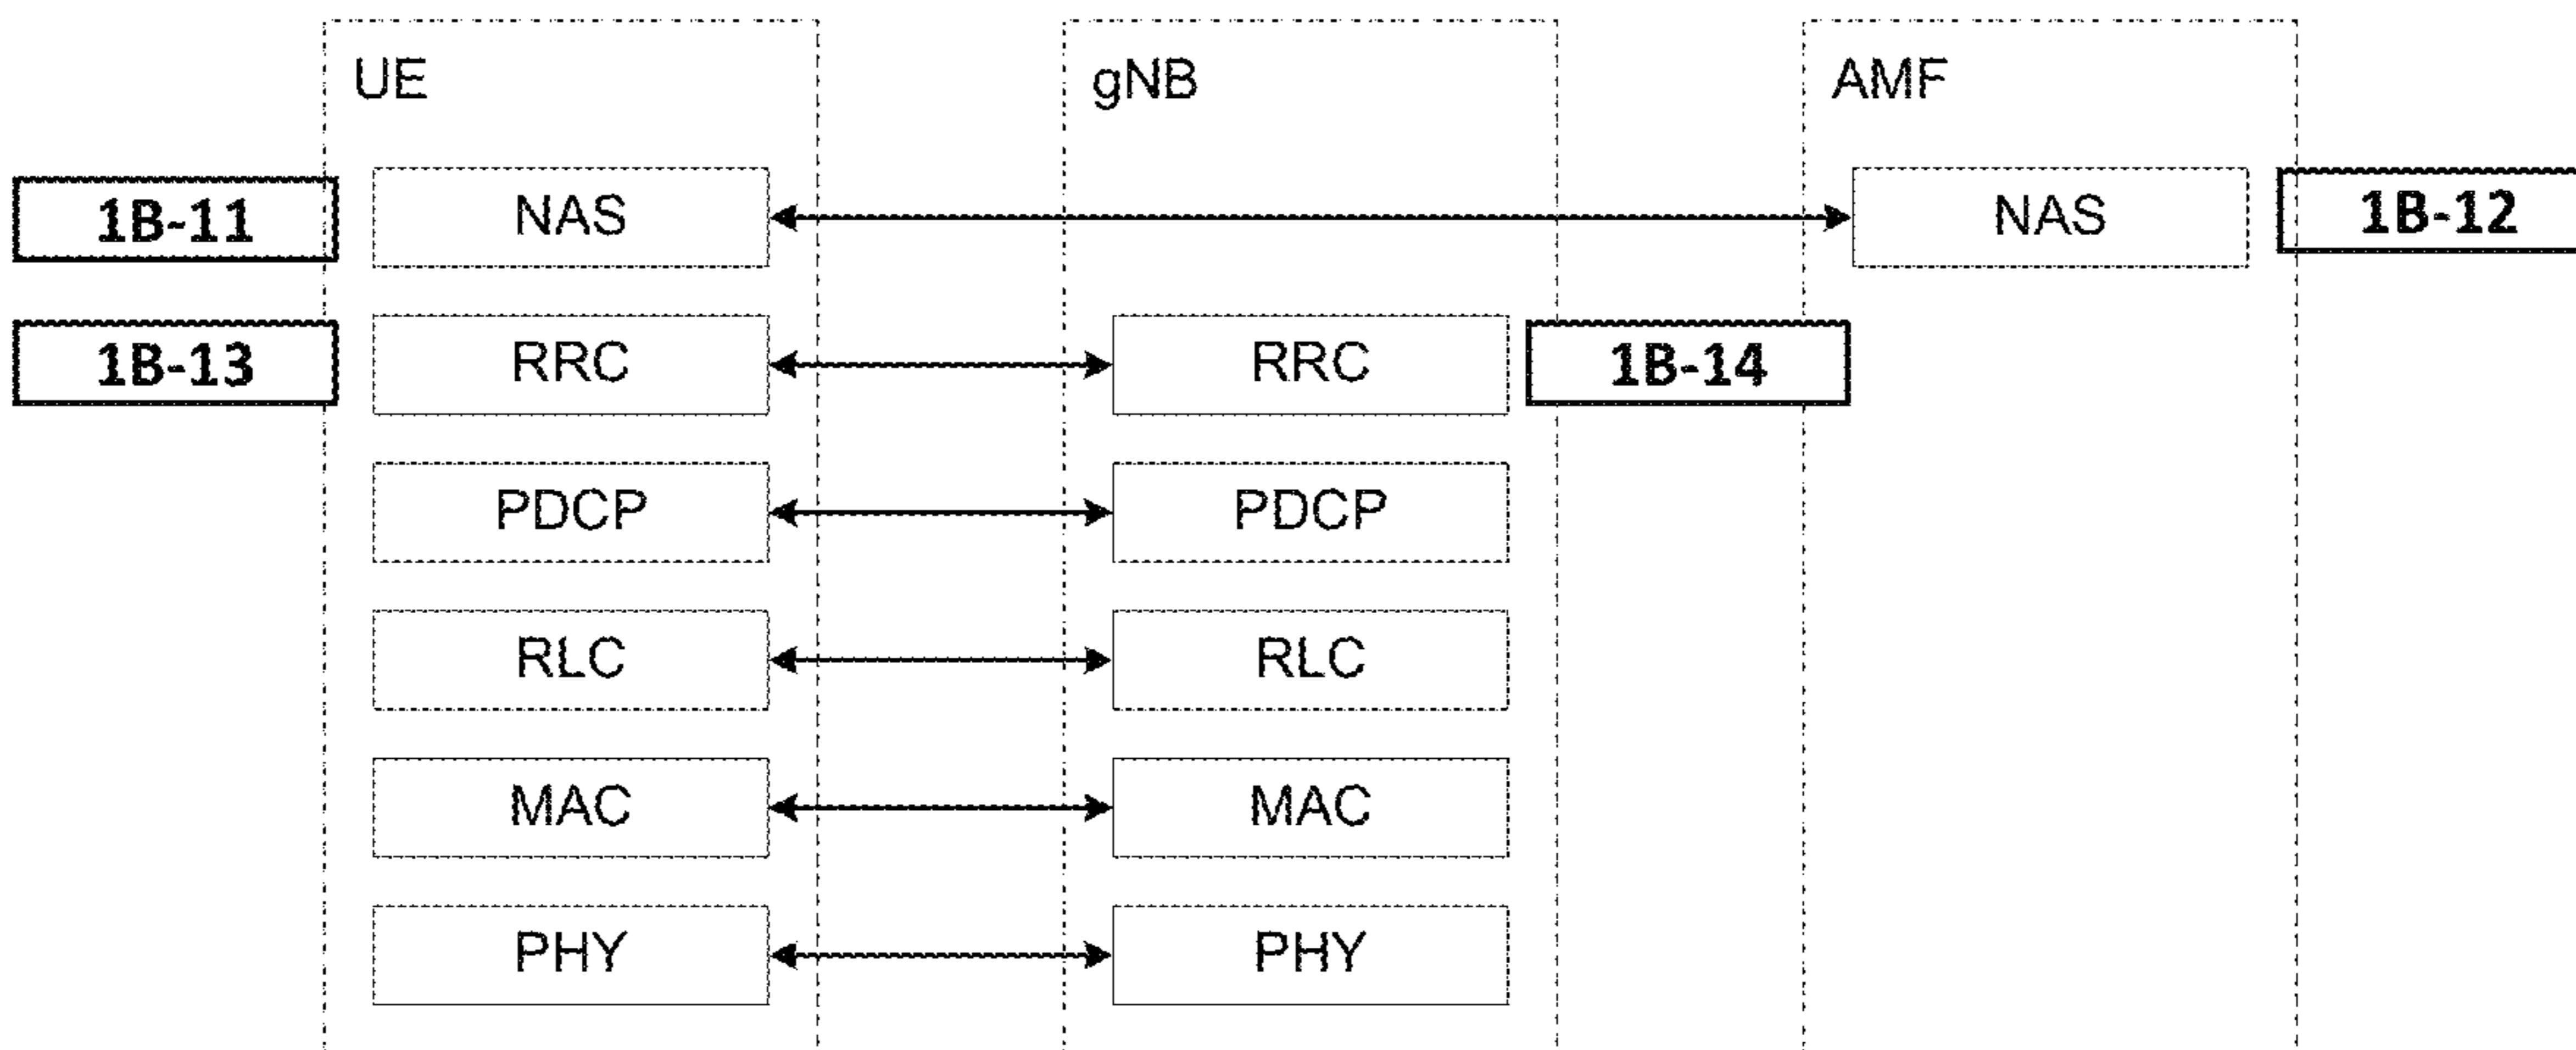 UE gNB AMF
1B-11 NAS NAS 1B-12
1B-13 RRC RRC 1B-14
PDCP PDCP
RLC RLC
MAC MAC
PHY PHY